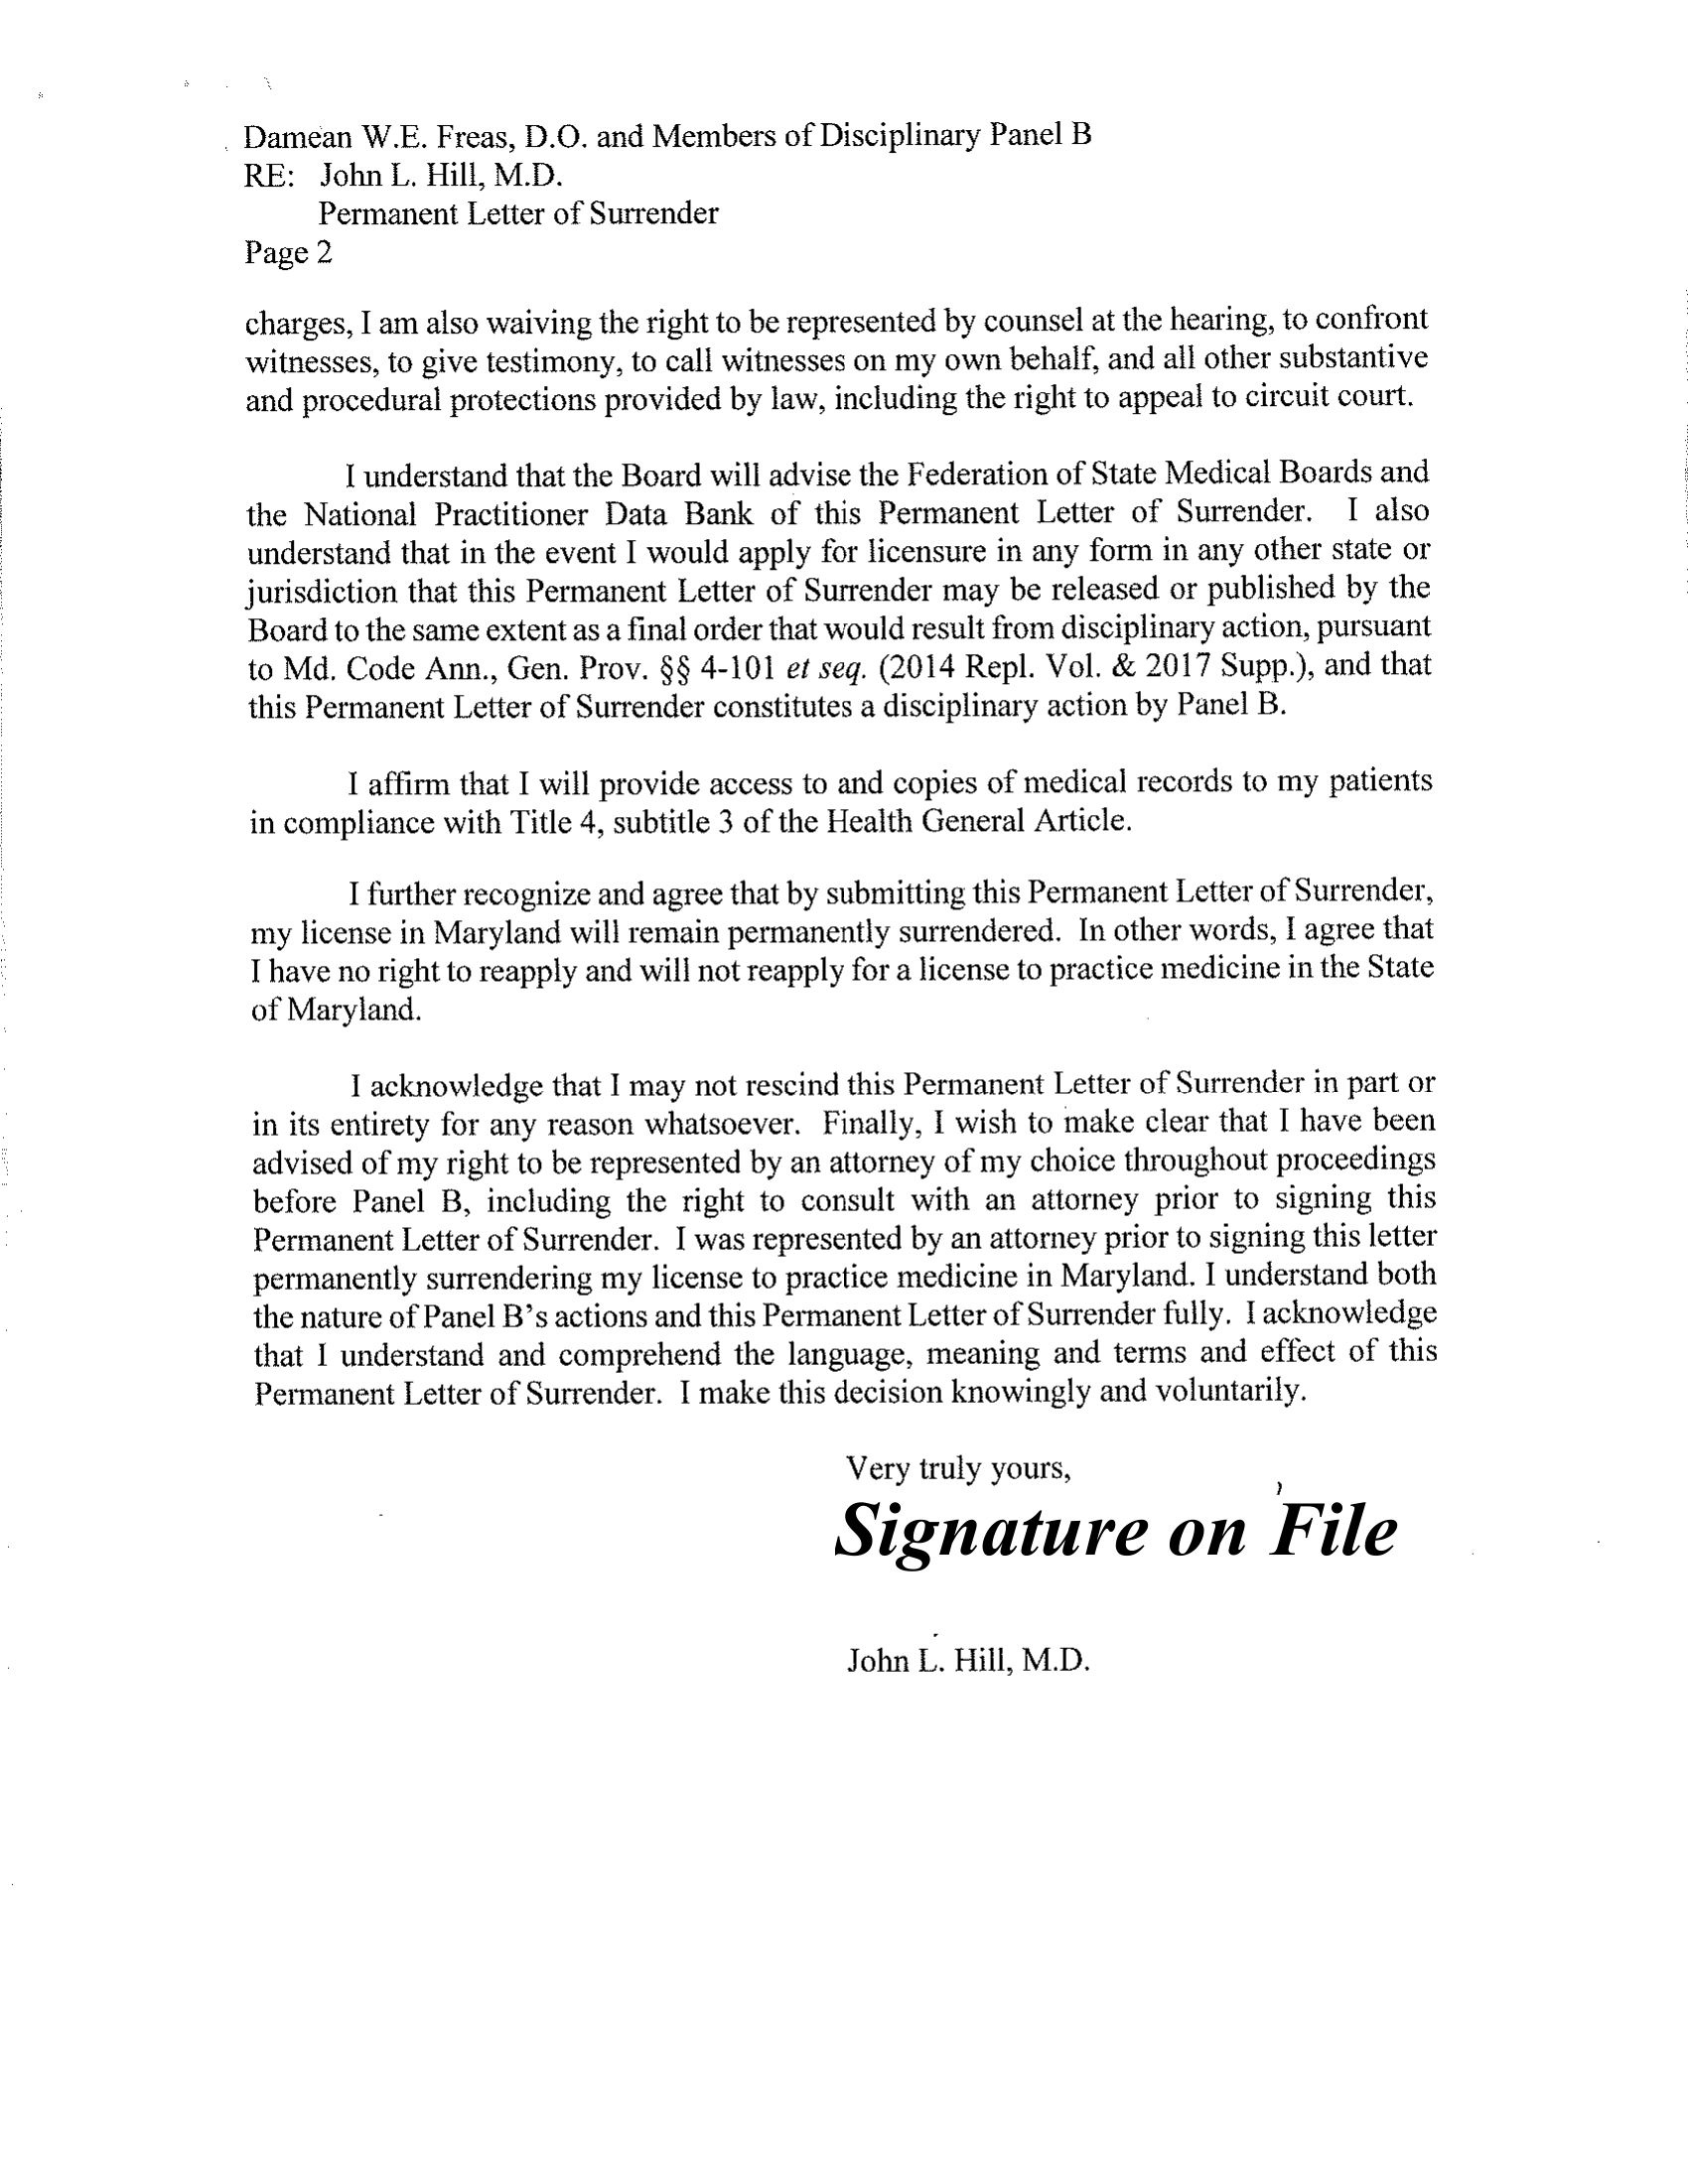 Damean W.E. Freas, D.O. and Members of Disciplinary Panel B
RE: John L. Hill, M.D.
Permanent Letter of Surrender
Page 2
charges, I am also waiving the right to be represented by counsel at the hearing, to confront
witnesses, to give testimony, to call witnesses on my own behalf, and all other substantive
and procedural protections provided by law, including the right to appeal to circuit court.
I understand that the Board will advise the Federation of State Medical Boards and
the National Practitioner Data Bank of this Permanent Letter of Surrender. I also
understand that in the event I would apply for licensure in any form in any other state or
jurisdiction that this Permanent Letter of Surrender may be released or published by the
Board to the same extent as a final order that would result from disciplinary action, pursuant
to Md. Code Ann., Gen. Prov. §§ 4-101 et seq. (2014 Repl. Vol. & 2017 Supp.), and that
this Permanent Letter of Surrender constitutes a disciplinary action by Panel B.
I affirm that I will provide access to and copies of medical records to my patients
in compliance with Title 4, subtitle 3 of the Health General Article.
I further recognize and agree that by submitting this Permanent Letter of Surrender,
my license in Maryland will remain permanently surrendered. In other words, I agree that
I have no right to reapply and will not reapply for a license to practice medicine in the State
of Maryland.
I acknowledge that I may not rescind this Permanent Letter of Surrender in part or
in its entirety for any reason whatsoever. Finally, I wish to make clear that I have been
advised of my right to be represented by an attorney of my choice throughout proceedings
before Panel B, including the right to consult with an attorney prior to signing this
Permanent Letter of Surrender. I was represented by an attorney prior to signing this letter
permanently surrendering my license to practice medicine in Maryland. I understand both
the nature of Panel B's actions and this Permanent Letter of Surrender fully. I acknowledge
that I understand and comprehend the language, meaning and terms and effect of this
Permanent Letter of Surrender. I make this decision knowingly and voluntarily.
Very truly yours,
Signature on File
John L. Hill, M.D.